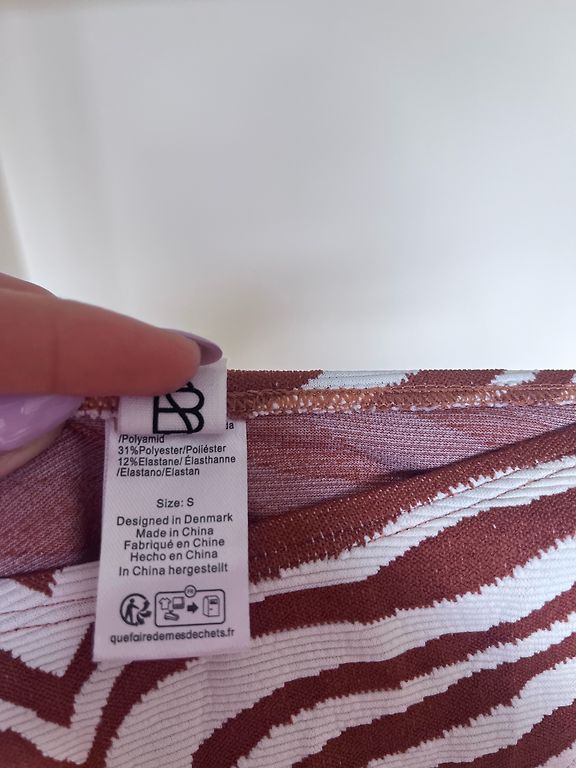 B
/Polyamid
31%Polyester/Poliéster
12%Elastane/ Élasthanne
/Elastano/Elastan
Size: S
Designed in Denmark
Made in China
Fabriqué en Chine
Hecho en China
In China hergestellt
FR
quefairedemesdechets.fr